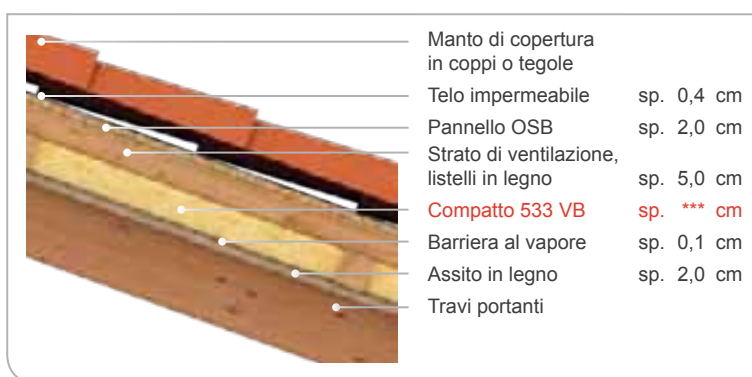 Manto di copertura
in coppi o tegole
Telo impermeabile sp. 0,4 cm
Pannello OSB sp. 2,0 cm
Strato di ventilazione,
listelli in legno sp. 5,0 cm
Compatto 533 VB sp. *** cm
Barriera al vapore sp. 0,1 cm
Assito in legno sp. 2,0 cm
Travi portanti